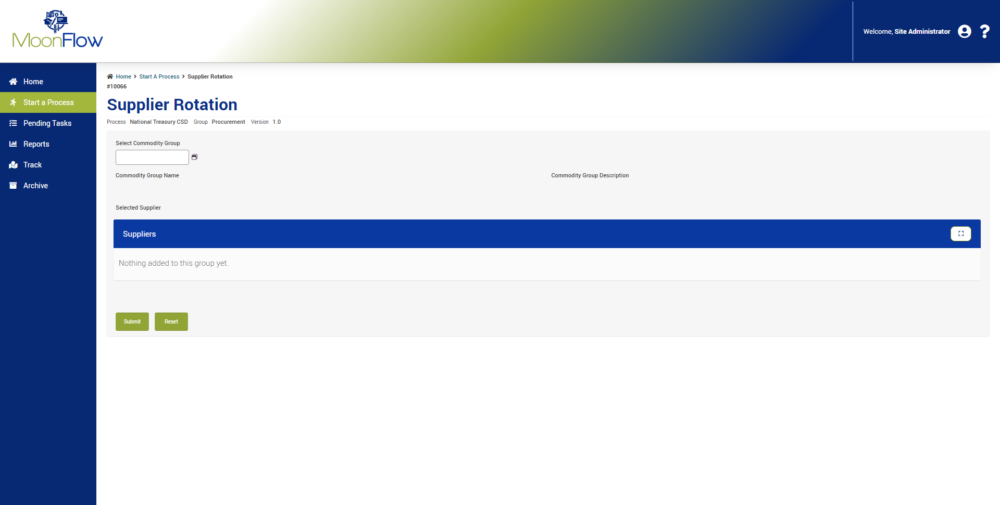 MoonFlow
Welcome, Site Administrator
Home
Start a Process
Pending Tasks
Reports
Track
Archive
Home > Start A Process > Supplier Rotation
#10066
Supplier Rotation
Process National Treasury CSD Group Procurement Version 1.0
Select Commodity Group
Commodity Group Name
Commodity Group Description
Selected Supplier
Suppliers
Nothing added to this group yet.
Submit Reset